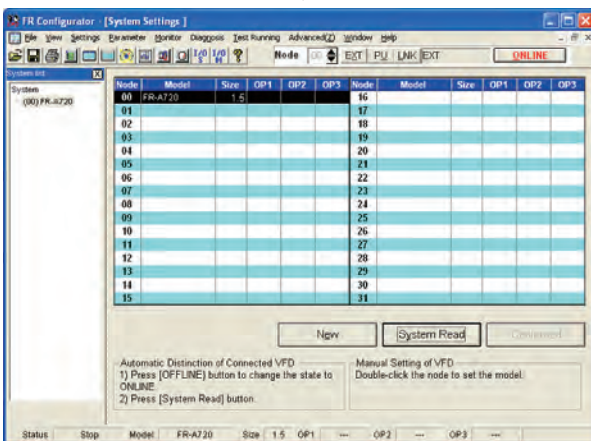 FR Configurator - [System Settings ]
File View Settings Parameter Monitor Diagnosis Test Running Advanced(Z) Window Help
Node 00 EXT PU LNK EXT ONLINE
System list
System
(00) FR-A720
Node Model Size OP1 OP2 OP3 Node Model Size OP1 OP2 OP3
00 FR-A720 1.5 16
01 17
02 18
03 19
04 20
05 21
06 22
07 23
08 24
09 25
10 26
11 27
12 28
13 29
14 30
15 31
New System Read
Automatic Distinction of Connected VFD
1) Press [OFFLINE] button to change the state to
ONLINE.
2) Press [System Read] button.
Manual Setting of VFD
Double-click the node to set the model.
Status Stop Model FR-A720 Size 1.5 OP1 --- OP2 --- OP3 ---